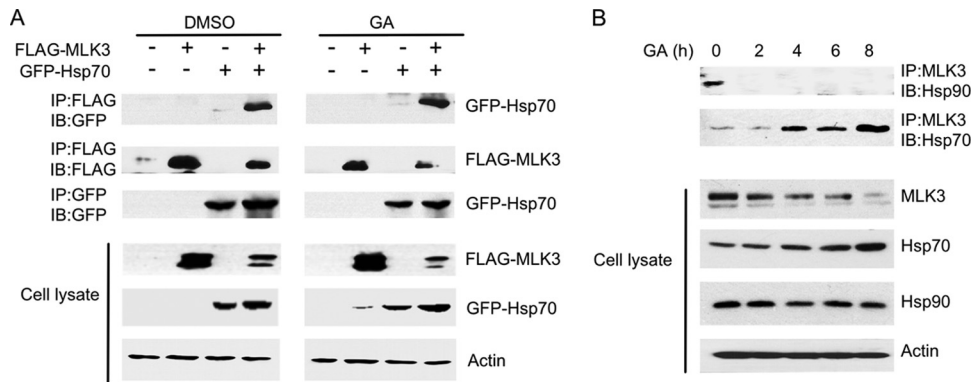 A
DMSO GA
FLAG-MLK3 - + - + - + - +
GFP-Hsp70 - - + + - - + +
IP:FLAG
IB:GFP
GFP-Hsp70
IP:FLAG
IB:FLAG
FLAG-MLK3
IP:GFP
IB:GFP
GFP-Hsp70
Cell lysate
FLAG-MLK3
GFP-Hsp70
Actin
B
GA (h) 0 2 4 6 8
IP:MLK3
IB:Hsp90
IP:MLK3
IB:Hsp70
Cell lysate
MLK3
Hsp70
Hsp90
Actin